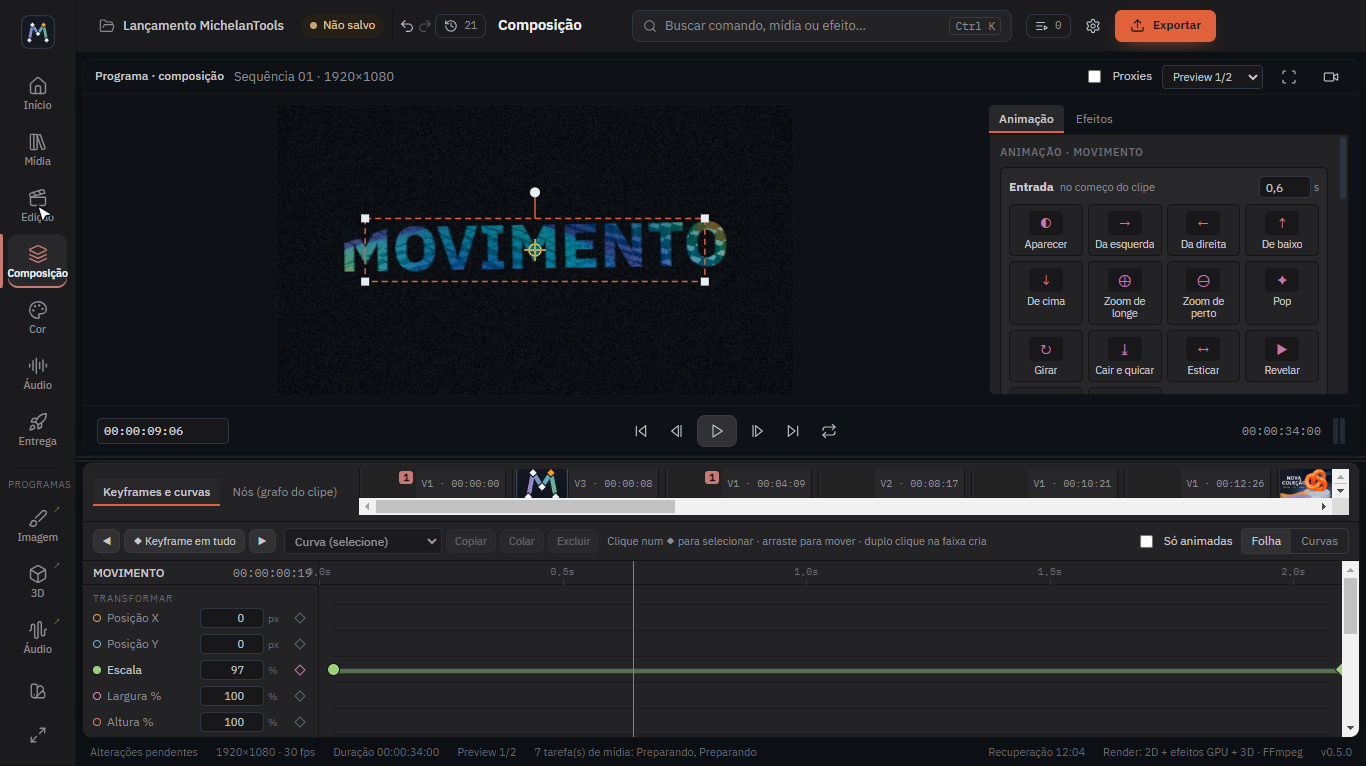 Lançamento MichelanTools
Não salvo
21
Composição
Buscar comando, mídia ou efeito...
Ctrl K
0
Exportar
Início
Mídia
Edição
Composição
Cor
Áudio
Entrega
PROGRAMAS
Imagem
3D
Áudio
Programa · composição
Sequência 01 · 1920×1080
Proxies
Preview 1/2
MOVIMENTO
Animação
Efeitos
ANIMAÇÃO · MOVIMENTO
Entrada no começo do clipe
0,6 s
Aparecer
Da esquerda
Da direita
De baixo
De cima
Zoom de longe
Zoom de perto
Pop
Girar
Cair e quicar
Esticar
Revelar
00:00:09:06
00:00:34:00
Keyframes e curvas
Nós (grafo do clipe)
1
V1 · 00:00:00
V3 · 00:00:08
1
V1 · 00:04:09
V2 · 00:08:17
V1 · 00:10:21
V1 · 00:12:26
NOVA
COLEÇÃO
Keyframe em tudo
Curva (selecione)
Copiar
Colar
Excluir
Clique num ◆ para selecionar · arraste para mover · duplo clique na faixa cria
Só animadas
Folha
Curvas
MOVIMENTO
00:00:00:19
0,5s
1,0s
1,5s
2,0s
TRANSFORMAR
Posição X 0 px
Posição Y 0 px
Escala 97 %
Largura % 100 %
Altura % 100 %
Alterações pendentes
1920×1080 · 30 fps
Duração 00:00:34:00
Preview 1/2
7 tarefa(s) de mídia: Preparando, Preparando
Recuperação 12:04
Render: 2D + efeitos GPU + 3D · FFmpeg
v0.5.0